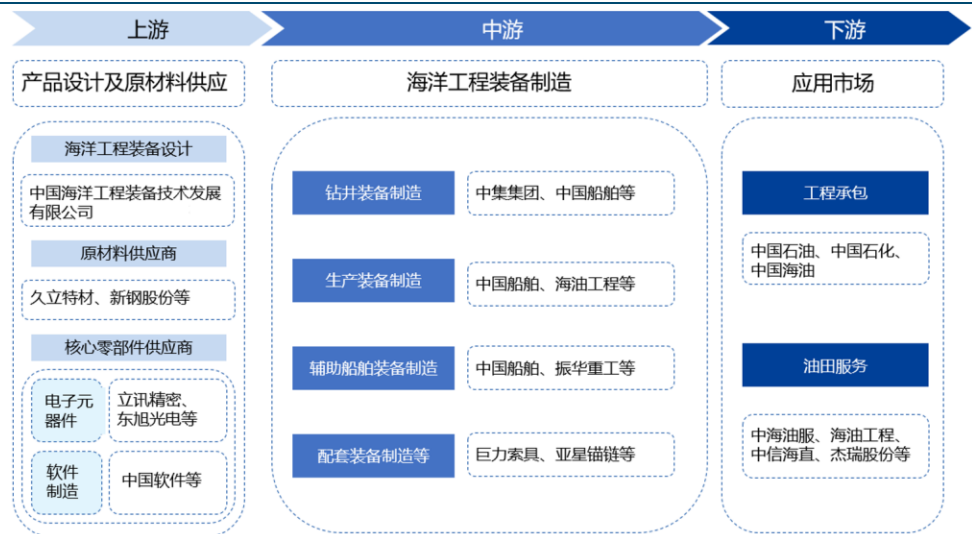 上游
中游
下游
产品设计及原材料供应
海洋工程装备制造
应用市场
海洋工程装备设计
中国海洋工程装备技术发展
有限公司
原材料供应商
久立特材、新钢股份等
核心零部件供应商
电子元
器件
立讯精密、
东旭光电等
软件
制造
中国软件等
钻井装备制造
中集集团、中国船舶等
生产装备制造
中国船舶、海油工程等
辅助船舶装备制造
中国船舶、振华重工等
配套装备制造等
巨力索具、亚星锚链等
工程承包
中国石油、中国石化、
中国海油
油田服务
中海油服、海油工程、
中信海直、杰瑞股份等